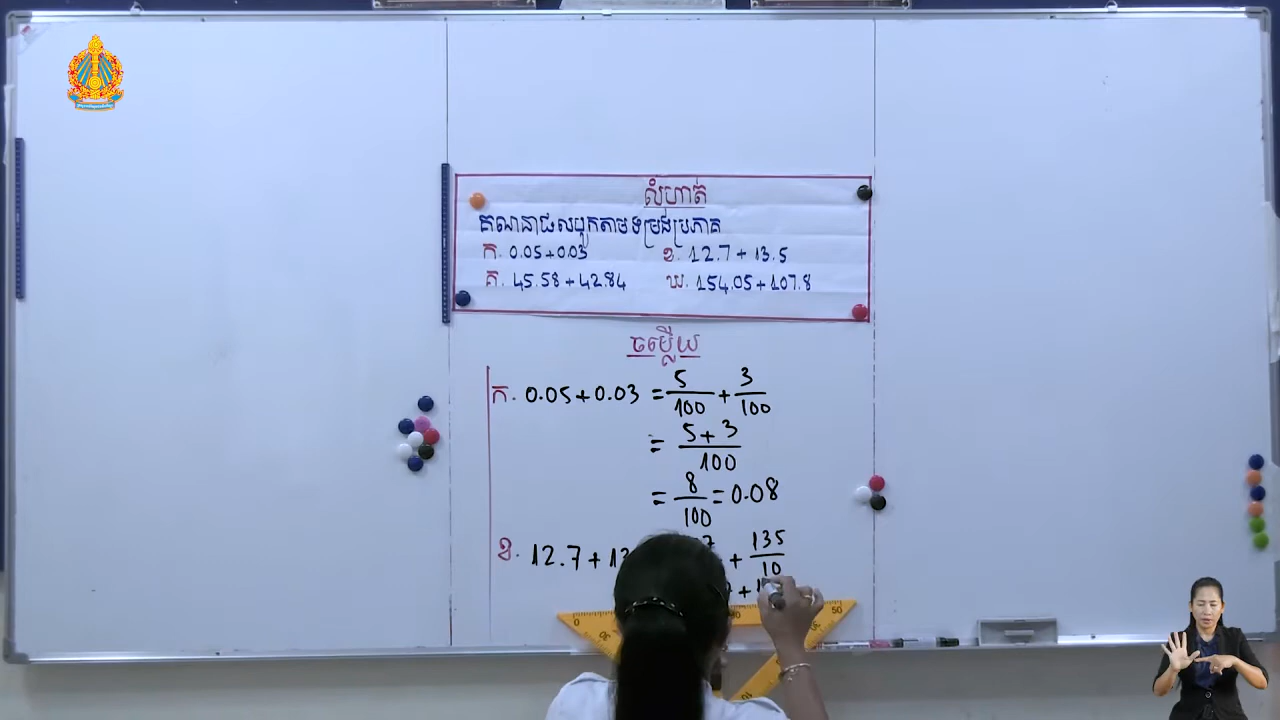 លំហាត់
គណនាផលបូកតាមទម្រង់ប្រភាគ
ក. 0.05+0.03 ខ. 12.7+13.5
គ. 45.58+42.84 ឃ. 154.05+107.8
ចម្លើយ
ក. 0.05+0.03 = 5/100 + 3/100
= 5+3/100
= 8/100 = 0.08
ខ. 12.7+13 + 135/10
+